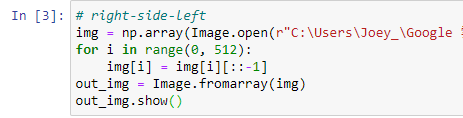 In [3]: # right-side-left
img = np.array(Image.open(r"C:\Users\Joey_\Google
for i in range(0, 512):
    img[i] = img[i][::-1]
out_img = Image.fromarray(img)
out_img.show()